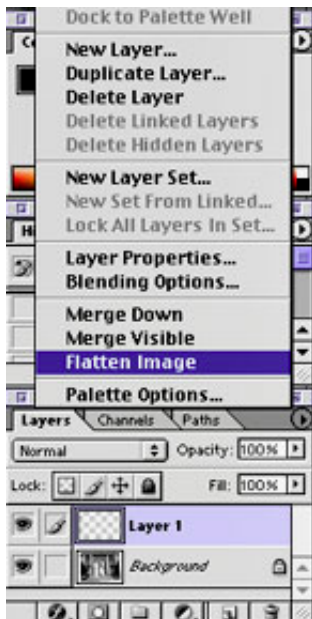 Dock to Palette Well
New Layer...
Duplicate Layer...
Delete Layer
Delete Linked Layers
Delete Hidden Layers
New Layer Set...
New Set From Linked...
Lock All Layers In Set...
Layer Properties...
Blending Options...
Merge Down
Merge Visible
Flatten Image
Palette Options...
Layers Channels Paths
Normal Opacity: 100%
Lock: Fill: 100%
Layer 1
Background